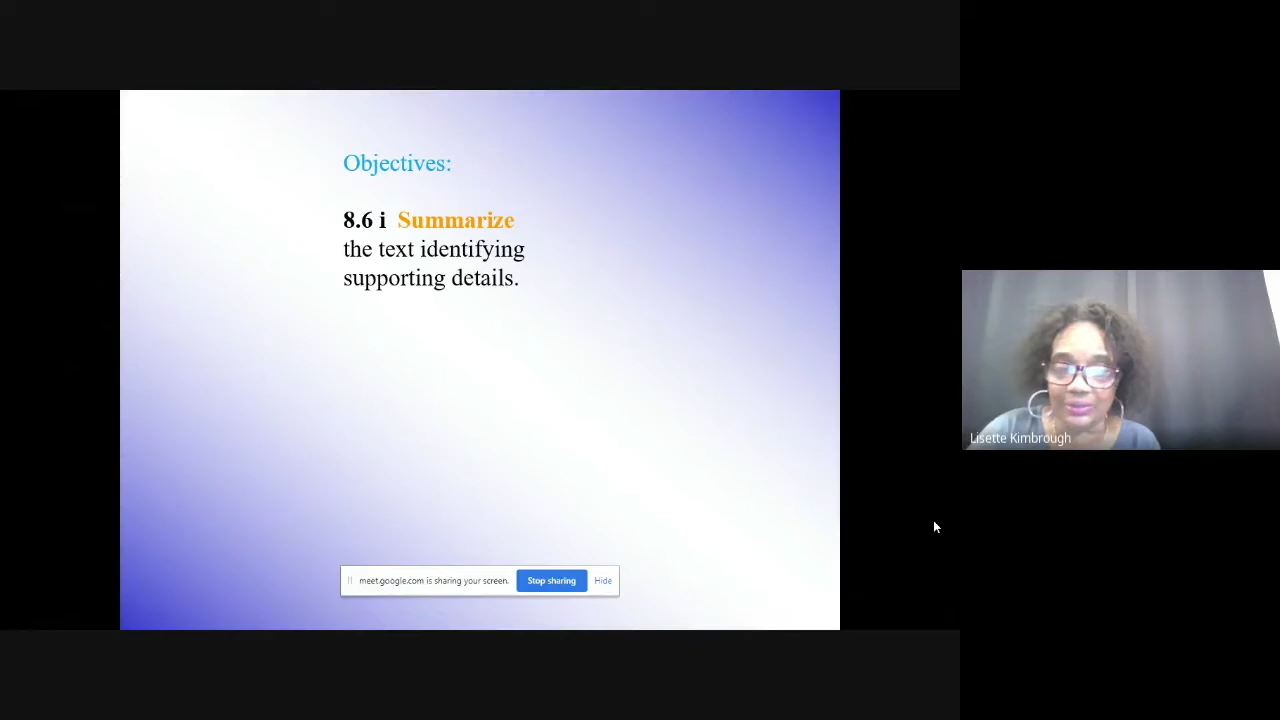 Objectives:
8.6 i Summarize
the text identifying
supporting details.
meet.google.com is sharing your screen. Stop sharing Hide
Lisette Kimbrough